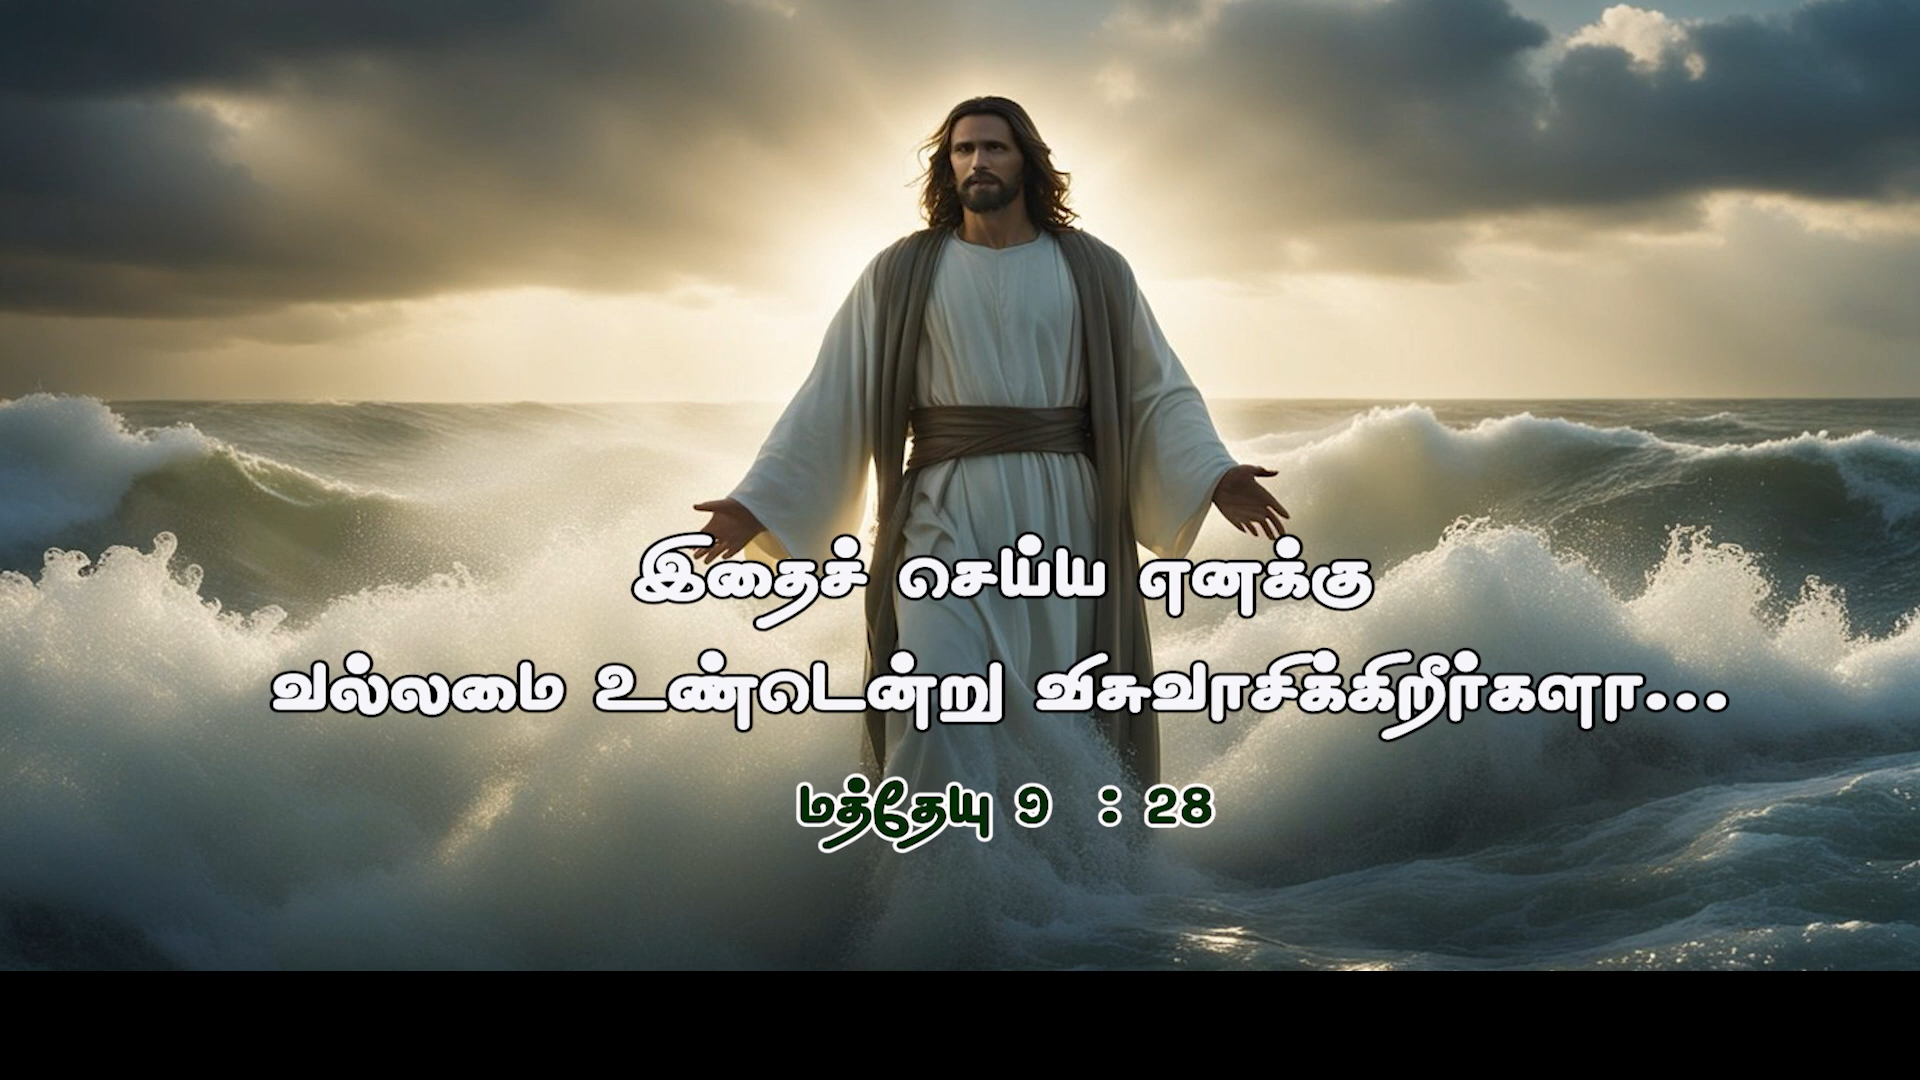 இதைச் செய்ய எனக்கு
வல்லமை உண்டென்று விசுவாசிக்கிறீர்களா...
மத்தேயு 9 : 28